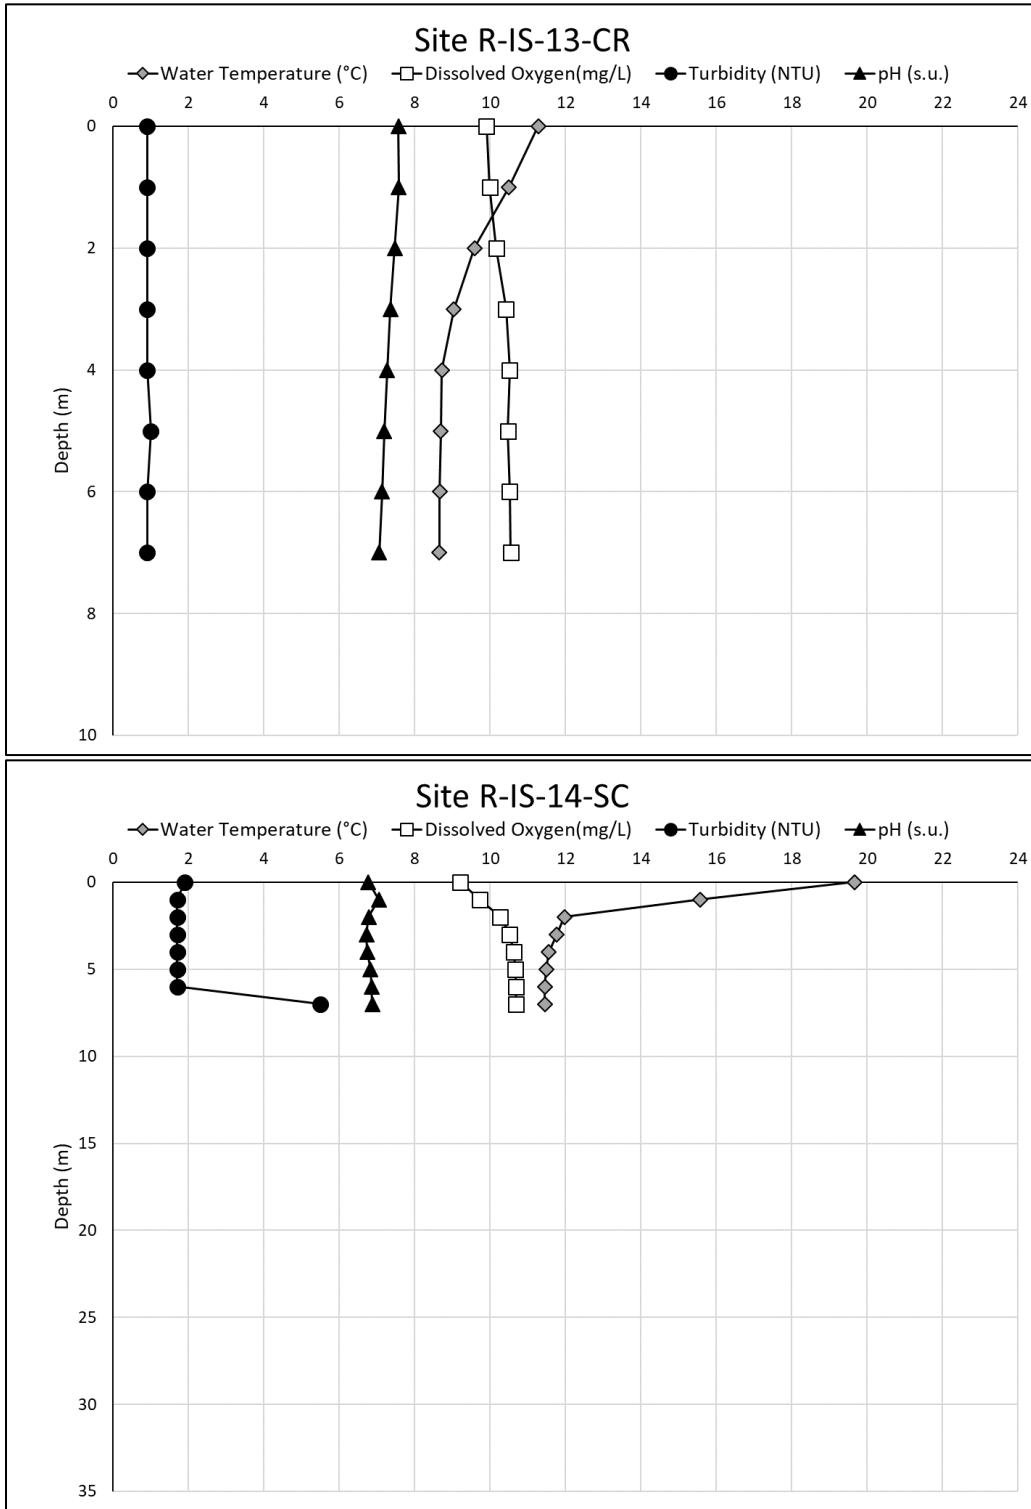 Site R-IS-13-CR
Water Temperature (°C) Dissolved Oxygen(mg/L) Turbidity (NTU) pH (s.u.)
0 2 4 6 8 10 12 14 16 18 20 22 24
0
2
4
6
8
10
Depth (m)
Site R-IS-14-SC
Water Temperature (°C) Dissolved Oxygen(mg/L) Turbidity (NTU) pH (s.u.)
0 2 4 6 8 10 12 14 16 18 20 22 24
0
5
10
15
20
25
30
35
Depth (m)